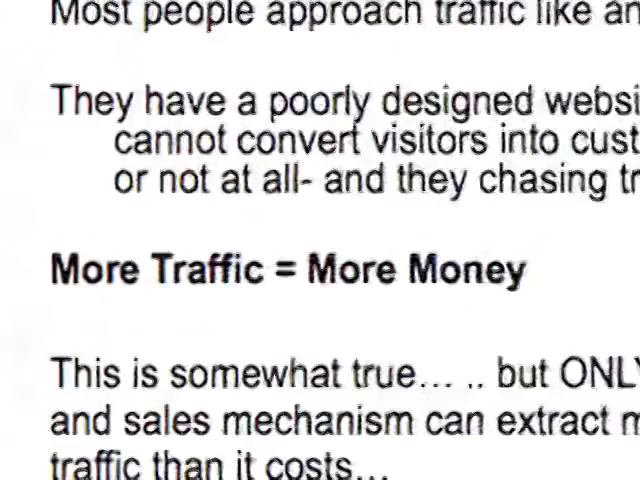 Most people approach traffic like an
They have a poorly designed websi
cannot convert visitors into cust
or not at all- and they chasing tr
More Traffic = More Money
This is somewhat true... .. but ONLY
and sales mechanism can extract m
traffic than it costs...